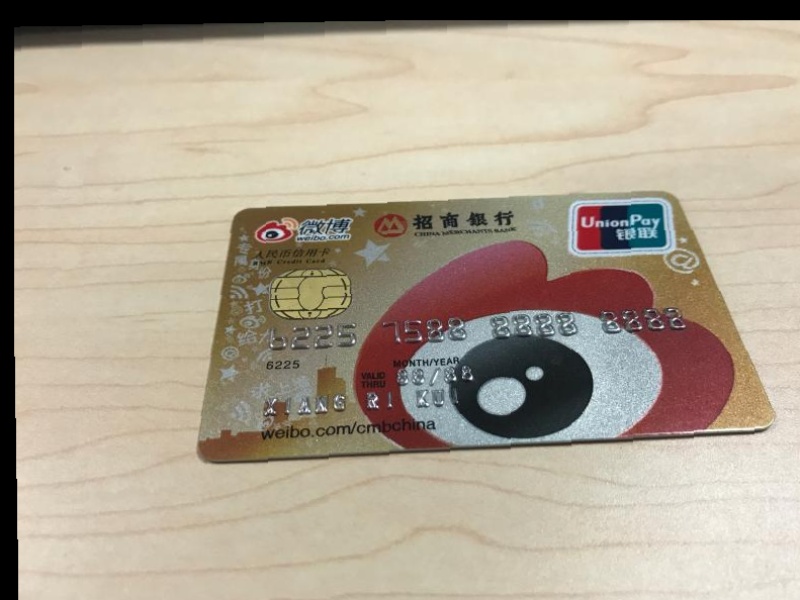 微博
weibo.com
招商银行
CHINA MERCHANTS BANK
UnionPay
银联
人民币信用卡
RMB Credit Card
6225 7588 8888 8888
6225
MONTH/YEAR
VALID THRU 88/88
XIANG RI KUI
weibo.com/cmbchina